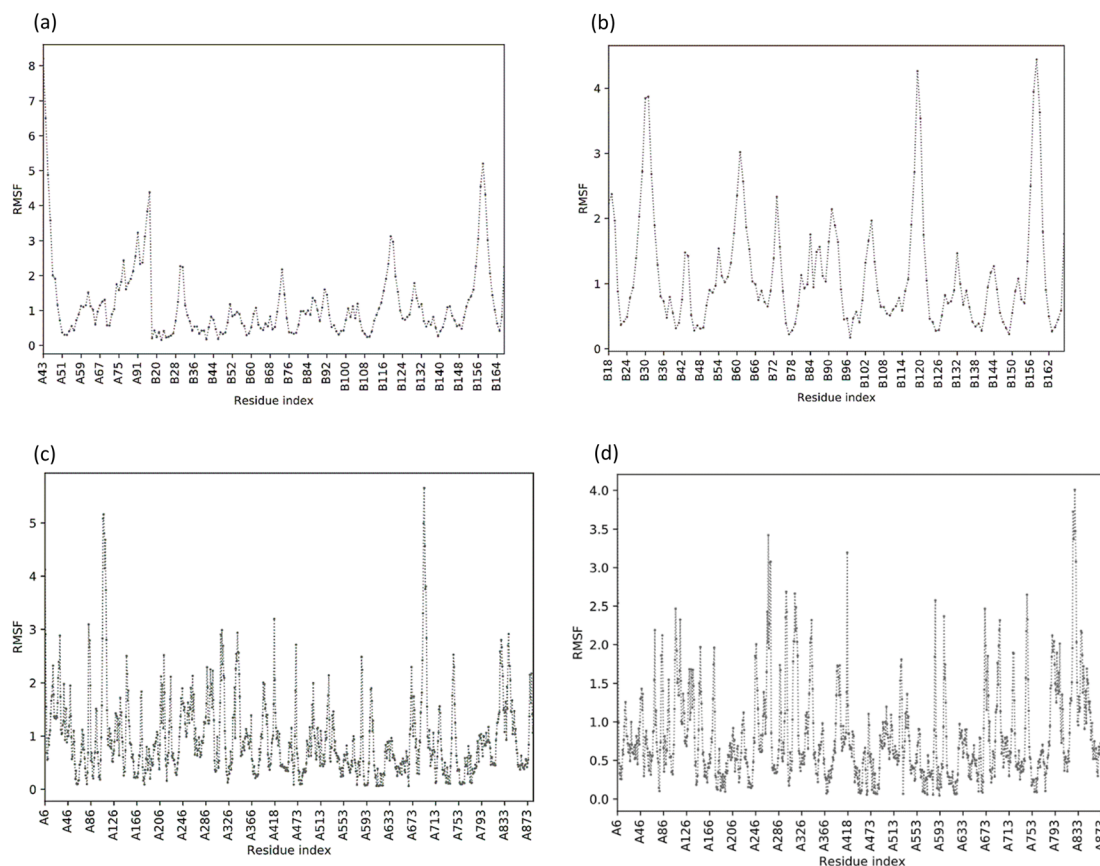 (a)
8
7
6
5
4
3
2
1
0
RMSF
A43 A51 A59 A67 A75 A91 B20 B28 B36 B44 B52 B60 B68 B76 B84 B92 B100 B108 B116 B124 B132 B140 B148 B156 B164
Residue index
(b)
4
3
2
1
0
RMSF
B18 B24 B30 B36 B42 B48 B54 B60 B66 B72 B78 B84 B90 B96 B102 B108 B114 B120 B126 B132 B138 B144 B150 B156 B162
Residue index
(c)
5
4
3
2
1
0
RMSF
A6 A46 A86 A126 A166 A206 A246 A286 A326 A378 A418 A473 A513 A553 A593 A633 A673 A713 A753 A793 A833 A873
Residue index
(d)
4.0
3.5
3.0
2.5
2.0
1.5
1.0
0.5
0.0
RMSF
A6 A46 A86 A126 A166 A206 A246 A286 A326 A366 A418 A473 A513 A553 A593 A633 A673 A713 A753 A793 A833 A873
Residue index